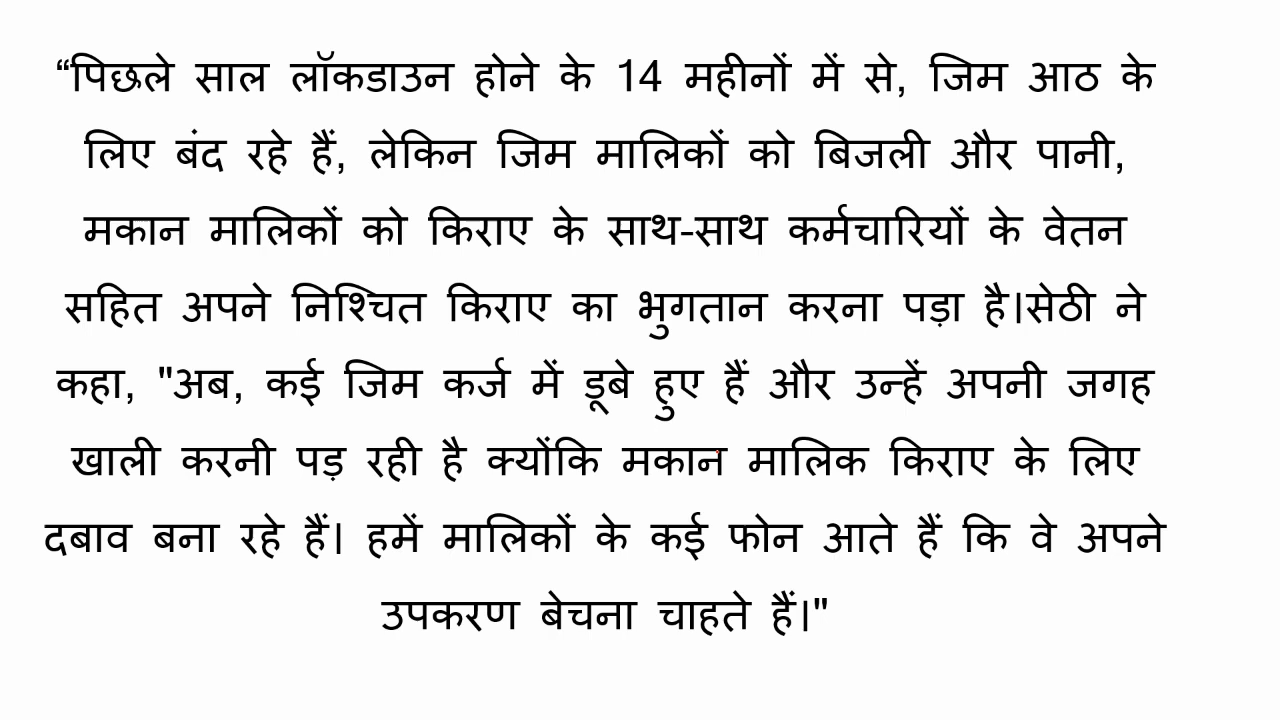 “पिछले साल लॉकडाउन होने के 14 महीनों में से, जिम आठ के
लिए बंद रहे हैं, लेकिन जिम मालिकों को बिजली और पानी,
मकान मालिकों को किराए के साथ-साथ कर्मचारियों के वेतन
सहित अपने निश्चित किराए का भुगतान करना पड़ा है।सेठी ने
कहा, "अब, कई जिम कर्ज में डूबे हुए हैं और उन्हें अपनी जगह
खाली करनी पड़ रही है क्योंकि मकान मालिक किराए के लिए
दबाव बना रहे हैं। हमें मालिकों के कई फोन आते हैं कि वे अपने
उपकरण बेचना चाहते हैं।"